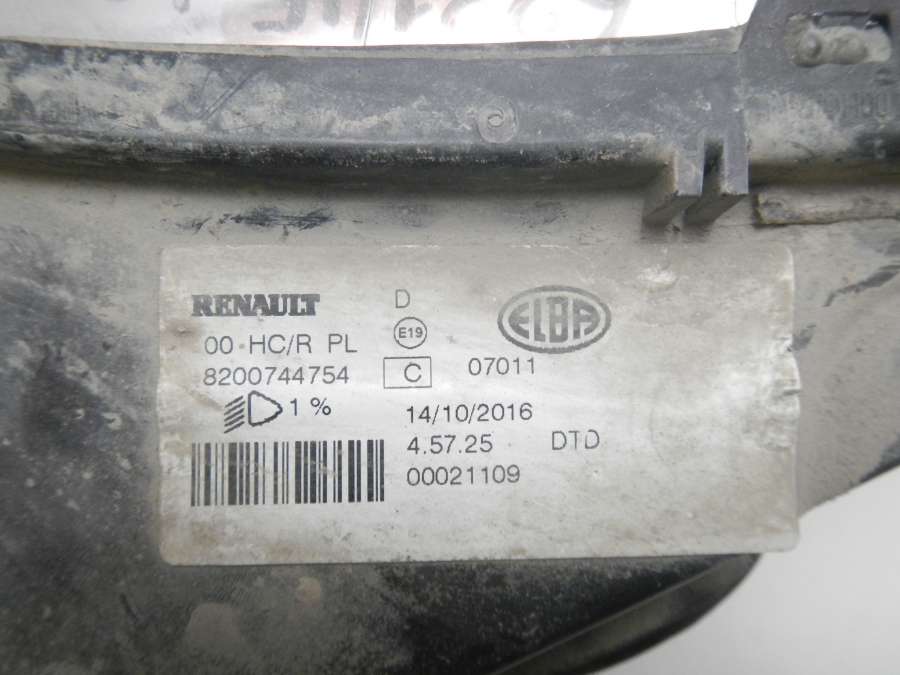 RENAULT D ELBA
00 HC/R PL E19
8200744754 C 07011
1 % 14/10/2016
4.57.25 DTD
00021109